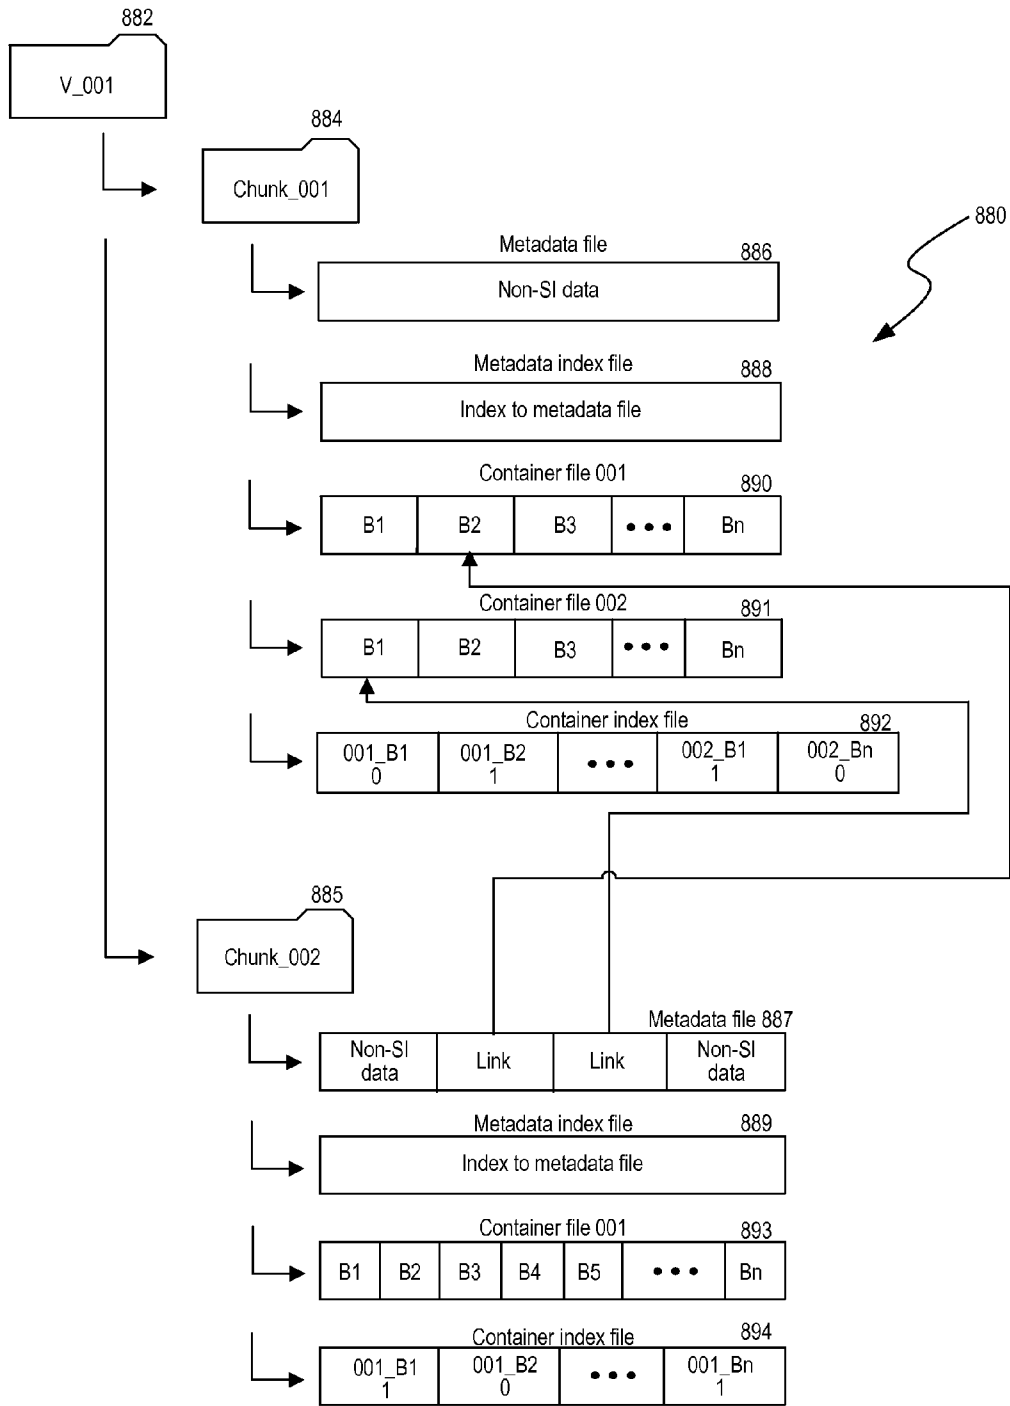 882
V_001
884
Chunk_001
880
Metadata file
886
Non-SI data
Metadata index file
888
Index to metadata file
Container file 001
890
B1 B2 B3 ••• Bn
Container file 002
891
B1 B2 B3 ••• Bn
Container index file
892
001_B1 001_B2 ••• 002_B1 002_Bn
0 1 1 0
885
Chunk_002
Metadata file 887
Non-SI Link Link Non-SI
data data
Metadata index file
889
Index to metadata file
Container file 001
893
B1 B2 B3 B4 B5 ••• Bn
Container index file
894
001_B1 001_B2 ••• 001_Bn
1 0 1